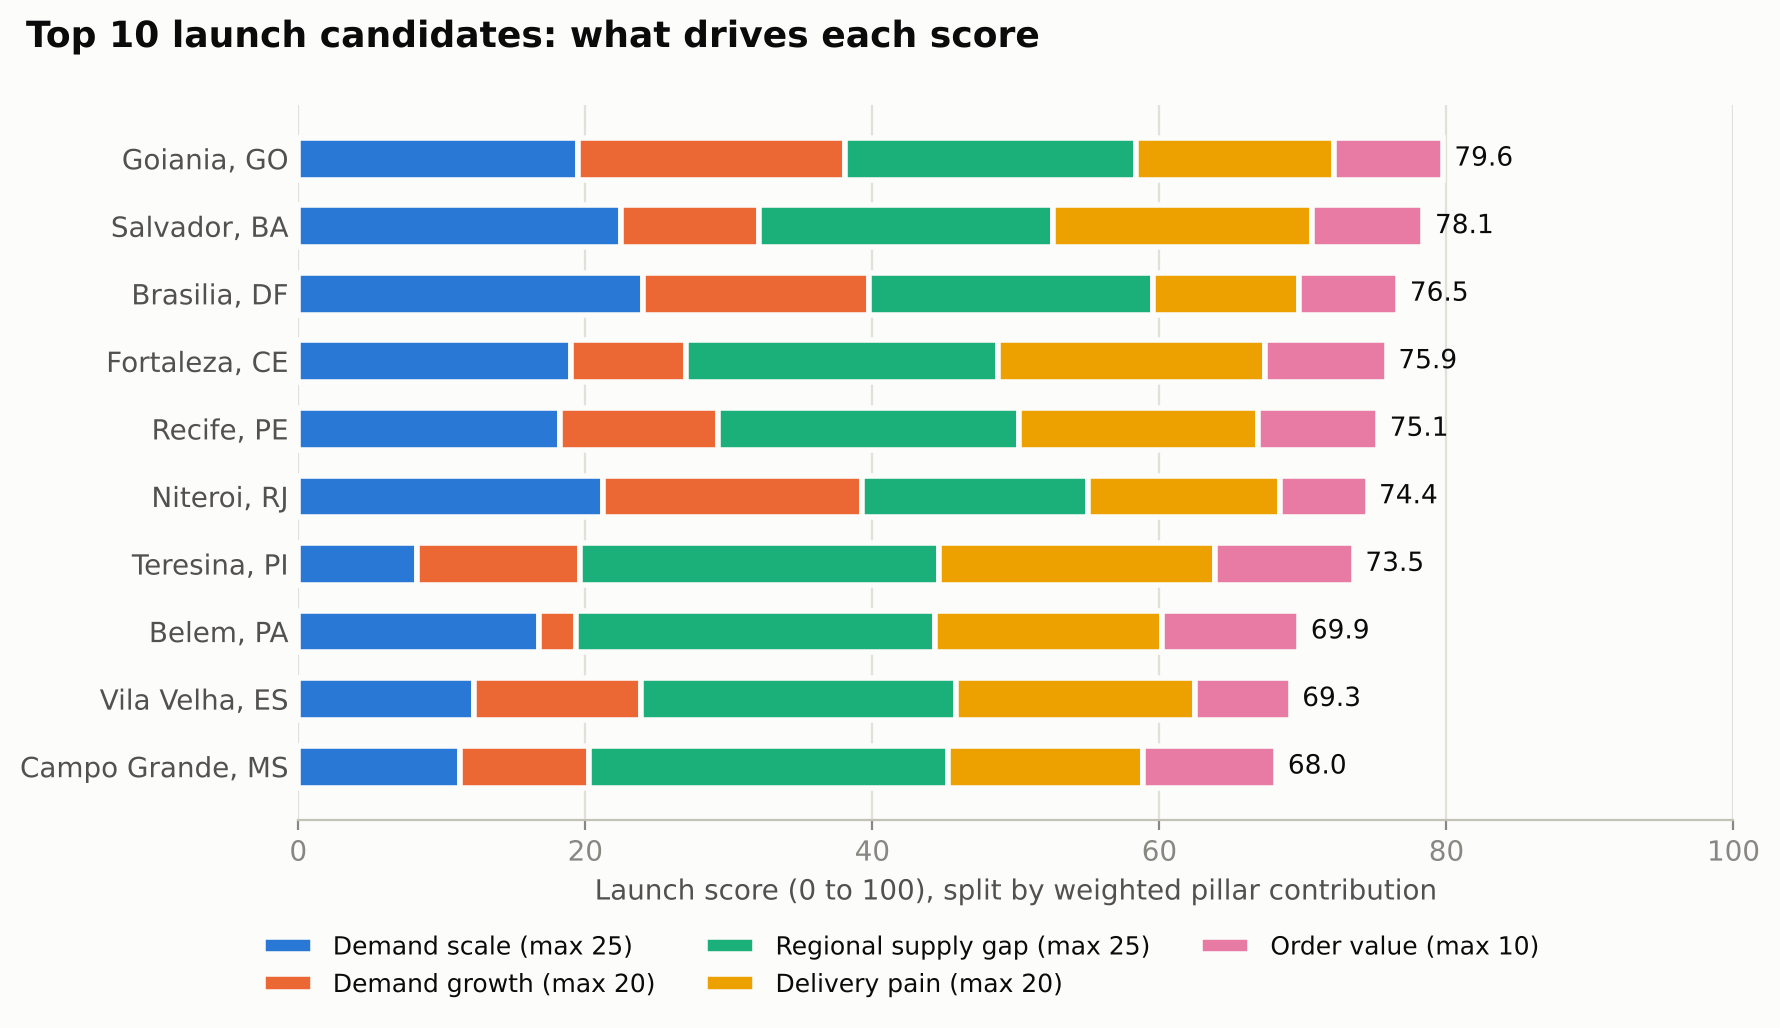 Top 10 launch candidates: what drives each score
Goiania, GO 79.6
Salvador, BA 78.1
Brasilia, DF 76.5
Fortaleza, CE 75.9
Recife, PE 75.1
Niteroi, RJ 74.4
Teresina, PI 73.5
Belem, PA 69.9
Vila Velha, ES 69.3
Campo Grande, MS 68.0
0 20 40 60 80 100
Launch score (0 to 100), split by weighted pillar contribution
Demand scale (max 25) Regional supply gap (max 25) Order value (max 10)
Demand growth (max 20) Delivery pain (max 20)